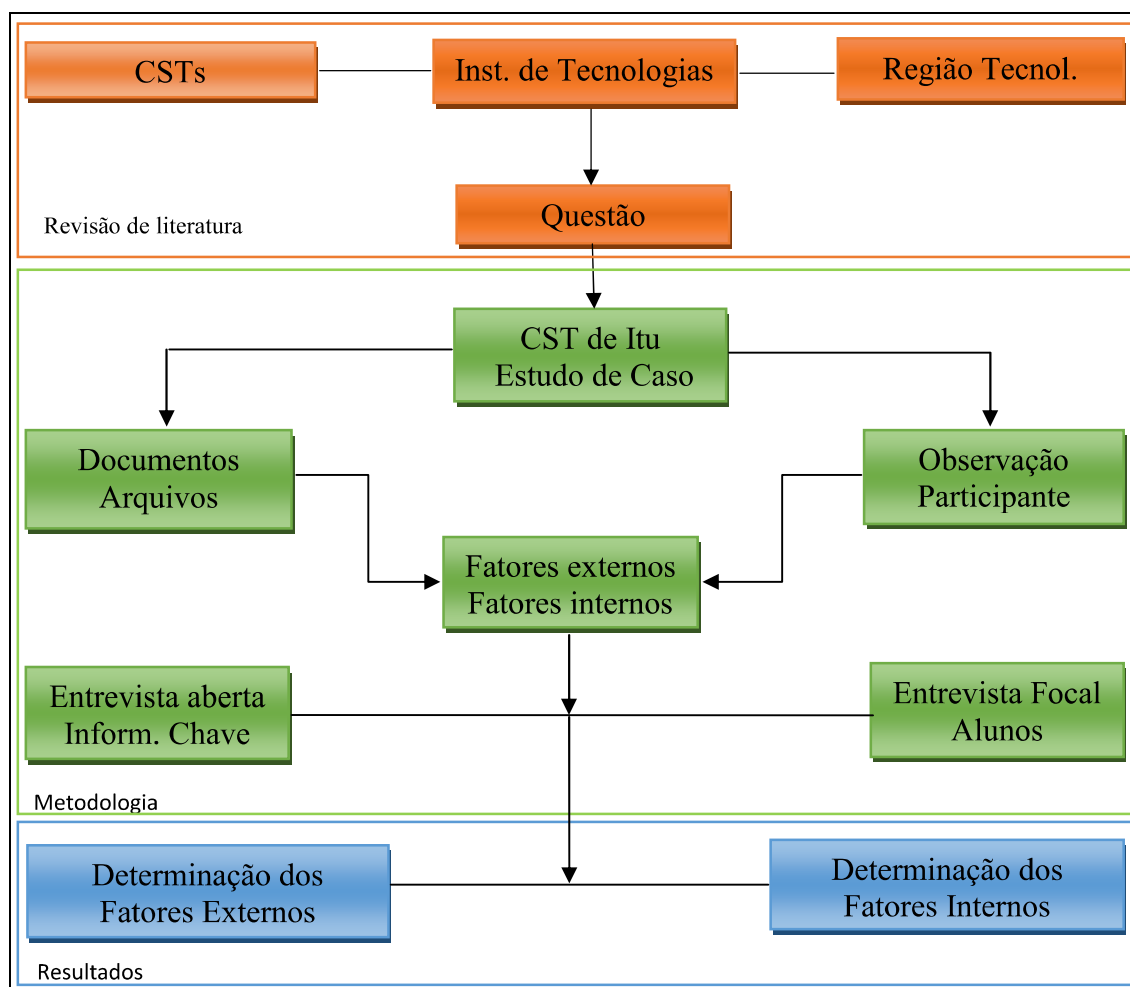 CSTs
Inst. de Tecnologias
Região Tecnol.
Questão
Revisão de literatura
CST de Itu
Estudo de Caso
Documentos
Arquivos
Observação
Participante
Fatores externos
Fatores internos
Entrevista aberta
Inform. Chave
Entrevista Focal
Alunos
Metodologia
Determinação dos
Fatores Externos
Determinação dos
Fatores Internos
Resultados